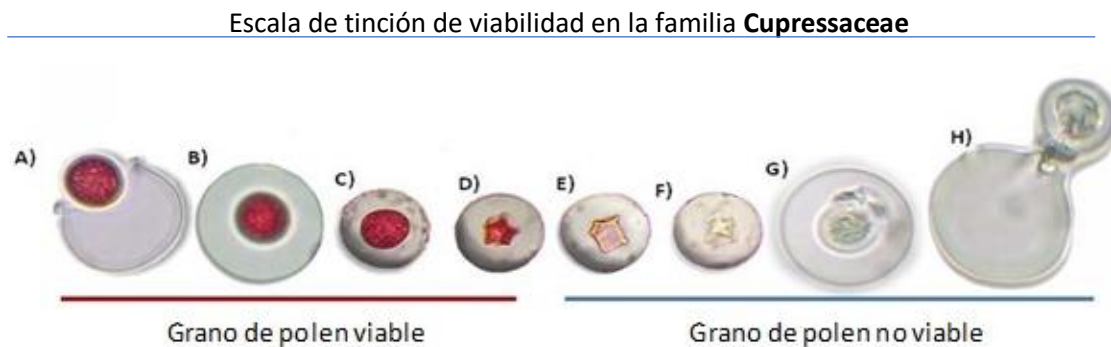 Escala de tinción de viabilidad en la familia Cupressaceae
A) B) C) D) E) F) G) H)
Grano de polen viable Grano de polen no viable